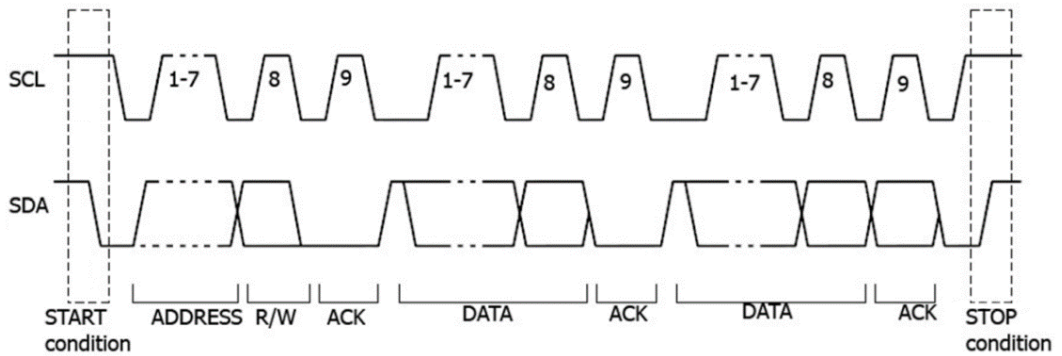 SCL
1-7
8
9
1-7
8
9
1-7
8
9
SDA
START
condition
ADDRESS
R/W
ACK
DATA
ACK
DATA
ACK
STOP
condition